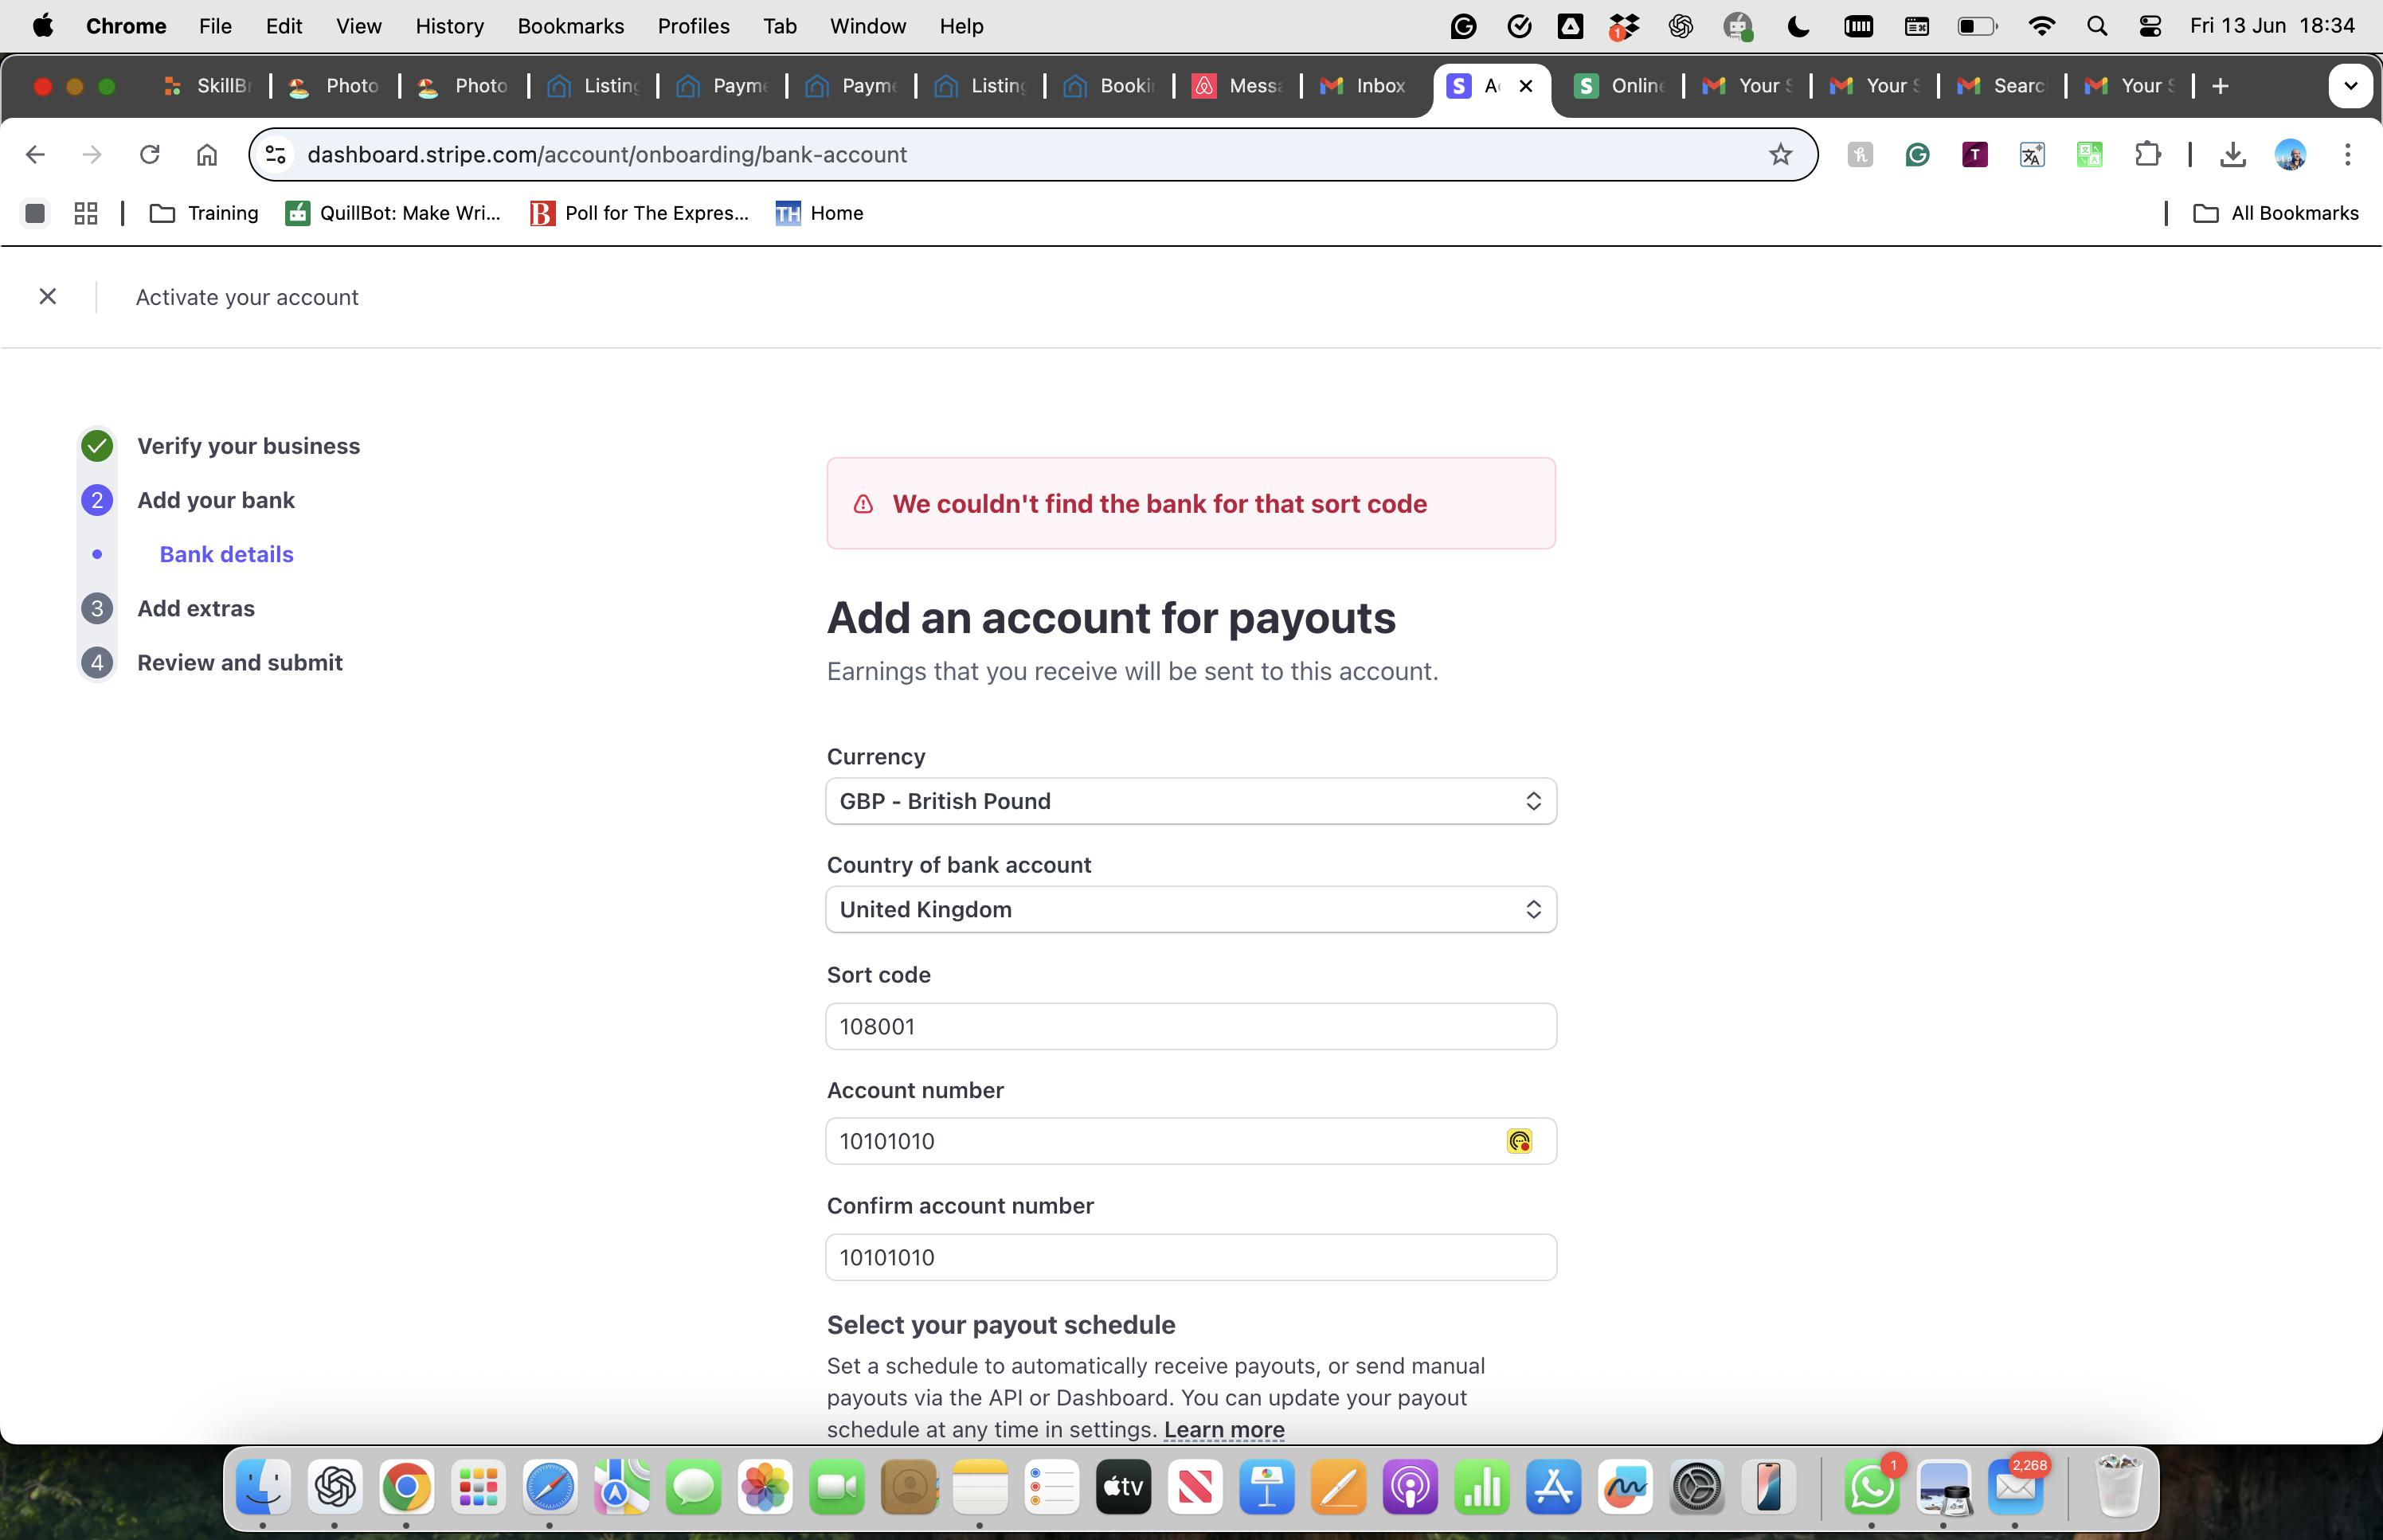 Chrome File Edit View History Bookmarks Profiles Tab Window Help 1 Fri 13 Jun 18:34
SkillB Photo Photo Listing Payme Payme Listing Bookin Messa Inbox A Online Your S Your S Search Your S
dashboard.stripe.com/account/onboarding/bank-account
Training QuillBot: Make Wri... B Poll for The Expres... TH Home All Bookmarks
Activate your account
Verify your business
2 Add your bank
Bank details
3 Add extras
4 Review and submit
We couldn't find the bank for that sort code
Add an account for payouts
Earnings that you receive will be sent to this account.
Currency
GBP - British Pound
Country of bank account
United Kingdom
Sort code
108001
Account number
10101010
Confirm account number
10101010
Select your payout schedule
Set a schedule to automatically receive payouts, or send manual
payouts via the API or Dashboard. You can update your payout
schedule at any time in settings. Learn more
tv 1 2,268